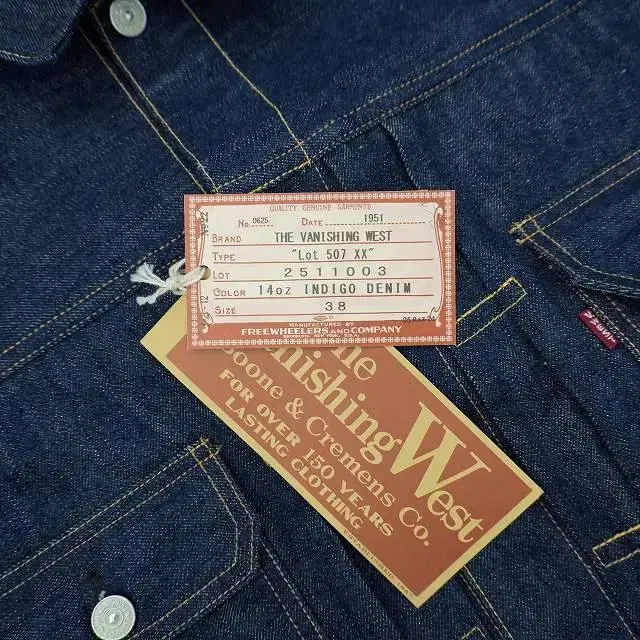 QUALITY GENUINE GARMENTS
No. 0625 DATE 1951
BRAND THE VANISHING WEST
TYPE "Lot 507 XX"
LOT 2511003
COLOR 14oz INDIGO DENIM
SIZE 38
MANUFACTURED BY
FREEWHEELERS AND COMPANY
The
Vanishing West
Boone & Cremens Co.
FOR OVER 150 YEARS
LASTING CLOTHING